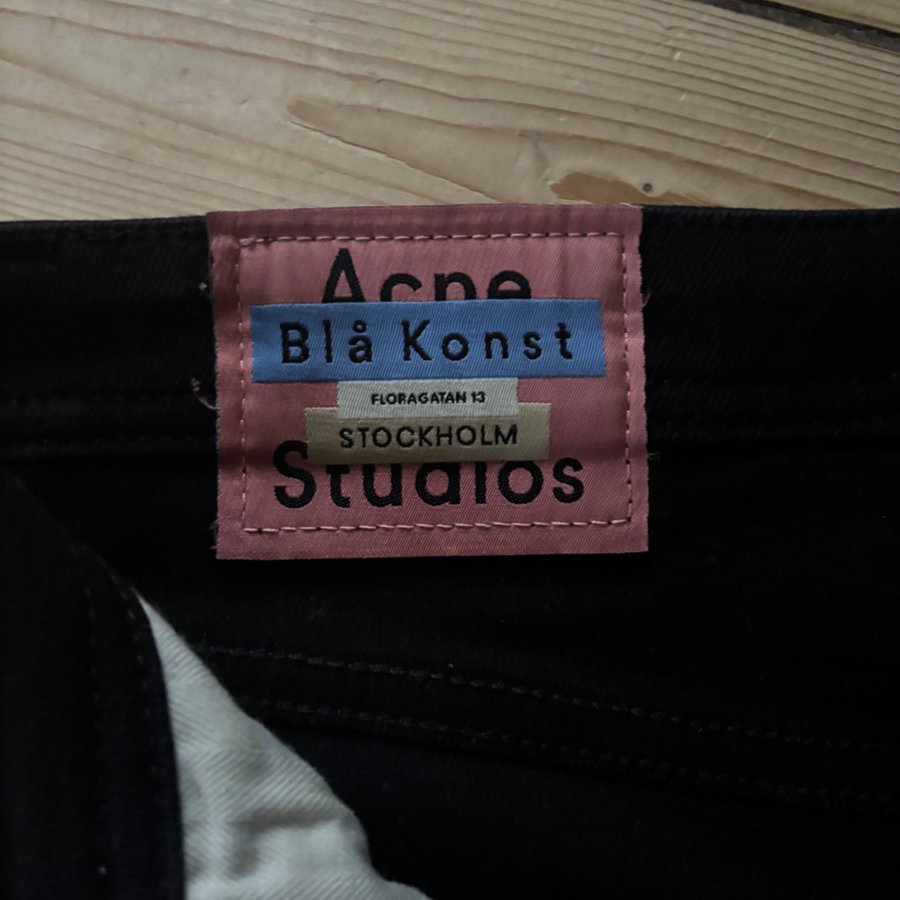 Acne
Blå Konst
FLORAGATAN 13
STOCKHOLM
Studios